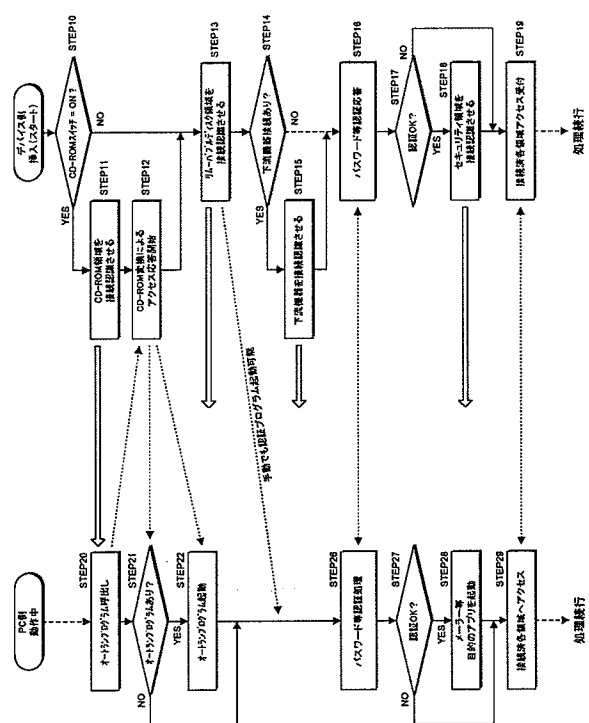 デバイス側
挿入(スタート)
STEP10
CD-ROMスイッチ = ON ?
YES
NO
STEP11
CD-ROM領域を
接続認識させる
STEP12
CD-ROM変換による
アクセス応答開始
STEP13
リムーバブルディスク領域を
接続認識させる
STEP14
下流機器接続あり?
YES
NO
STEP15
下流機器を接続認識させる
STEP16
パスワード等認証応答
STEP17
認証OK?
NO
YES
STEP18
セキュリティ領域を
接続認識させる
STEP19
接続済各領域アクセス受付
処理続行
手動でも認証プログラム起動可能
PC側
動作中
STEP20
オートランプログラム呼出し
STEP21
オートランプログラムあり?
NO
YES
STEP22
オートランプログラム起動
STEP26
パスワード等認証処理
STEP27
認証OK?
NO
YES
STEP28
メーラー等
目的のアプリを起動
STEP29
接続済各領域へアクセス
処理続行